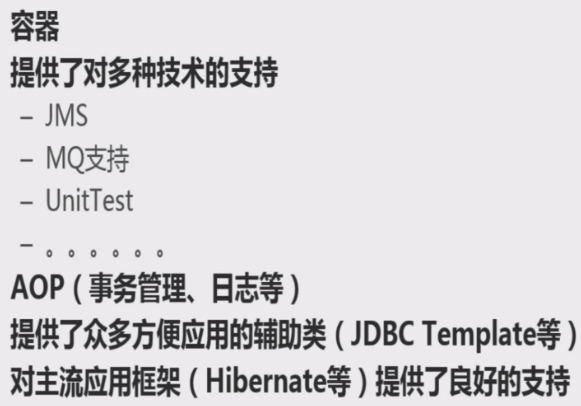 容器
提供了对多种技术的支持
– JMS
– MQ支持
– UnitTest
– 。。。。。。
AOP（事务管理、日志等）
提供了众多方便应用的辅助类（JDBC Template等）
对主流应用框架（Hibernate等）提供了良好的支持